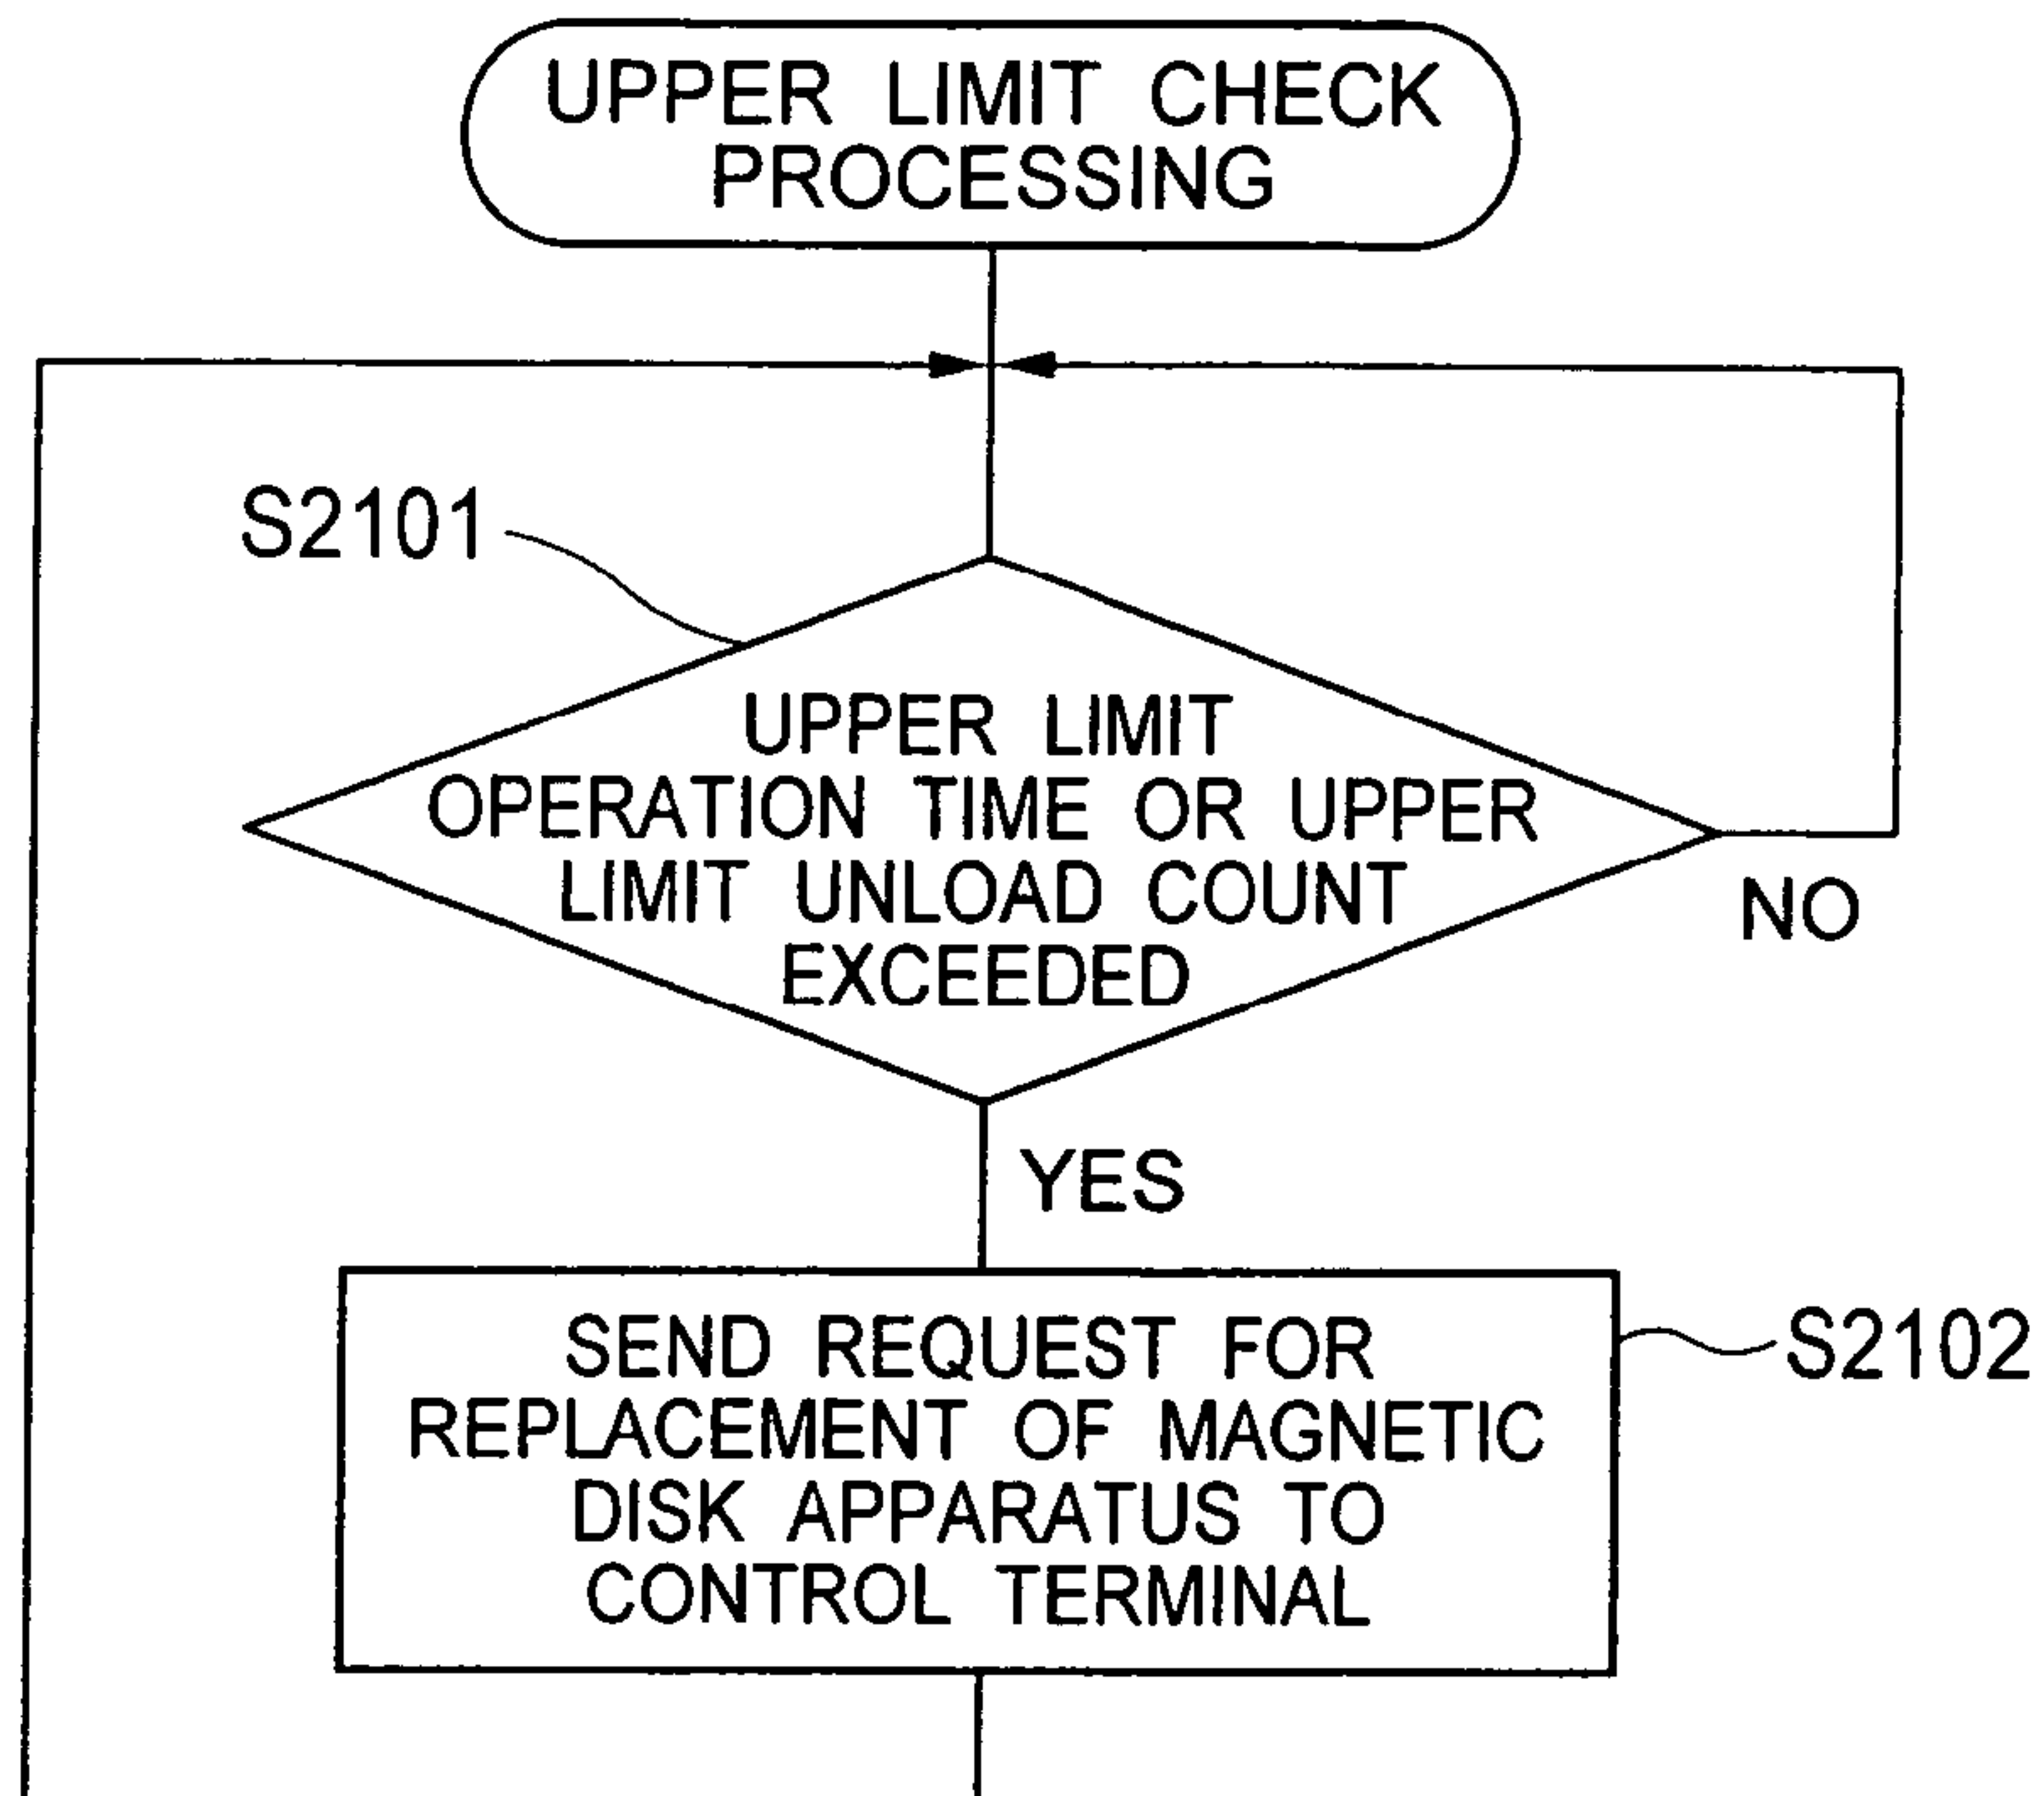 UPPER LIMIT CHECK
PROCESSING
S2101
UPPER LIMIT
OPERATION TIME OR UPPER
LIMIT UNLOAD COUNT
EXCEEDED
NO
YES
SEND REQUEST FOR
REPLACEMENT OF MAGNETIC
DISK APPARATUS TO
CONTROL TERMINAL
S2102